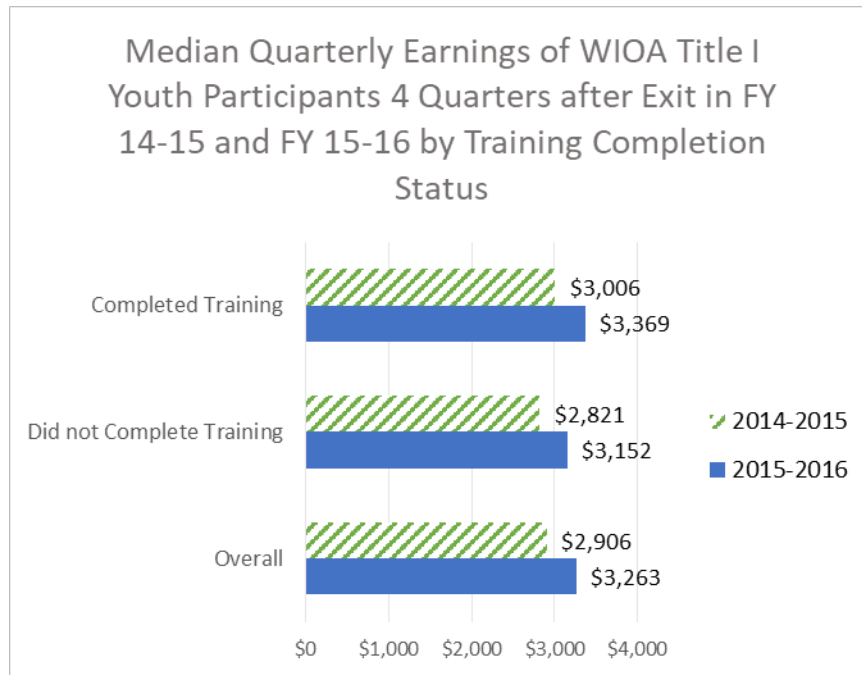 Median Quarterly Earnings of WIOA Title I
Youth Participants 4 Quarters after Exit in FY
14-15 and FY 15-16 by Training Completion
Status
Completed Training
$3,006
$3,369
Did not Complete Training
$2,821
$3,152
2014-2015
2015-2016
Overall
$2,906
$3,263
$0 $1,000 $2,000 $3,000 $4,000